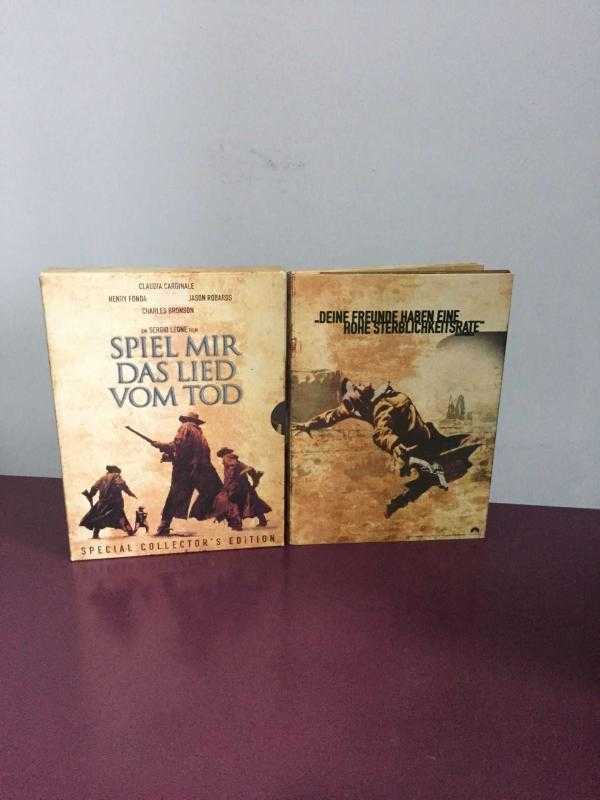 CLAUDIA CARDINALE
HENRY FONDA JASON ROBARDS
CHARLES BRONSON
EIN SERGIO LEONE FILM
SPIEL MIR
DAS LIED
VOM TOD
SPECIAL COLLECTOR'S EDITION
„DEINE FREUNDE HABEN EINE
HOHE STERBLICHKEITSRATE"